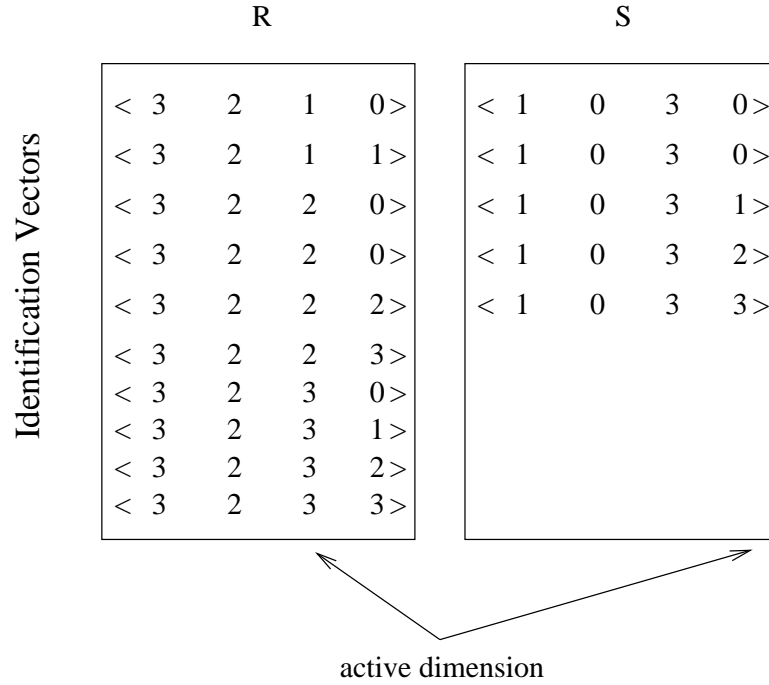 R S
Identification Vectors
< 3 2 1 0 >
< 3 2 1 1 >
< 3 2 2 0 >
< 3 2 2 0 >
< 3 2 2 2 >
< 3 2 2 3 >
< 3 2 3 0 >
< 3 2 3 1 >
< 3 2 3 2 >
< 3 2 3 3 >
< 1 0 3 0 >
< 1 0 3 0 >
< 1 0 3 1 >
< 1 0 3 2 >
< 1 0 3 3 >
active dimension